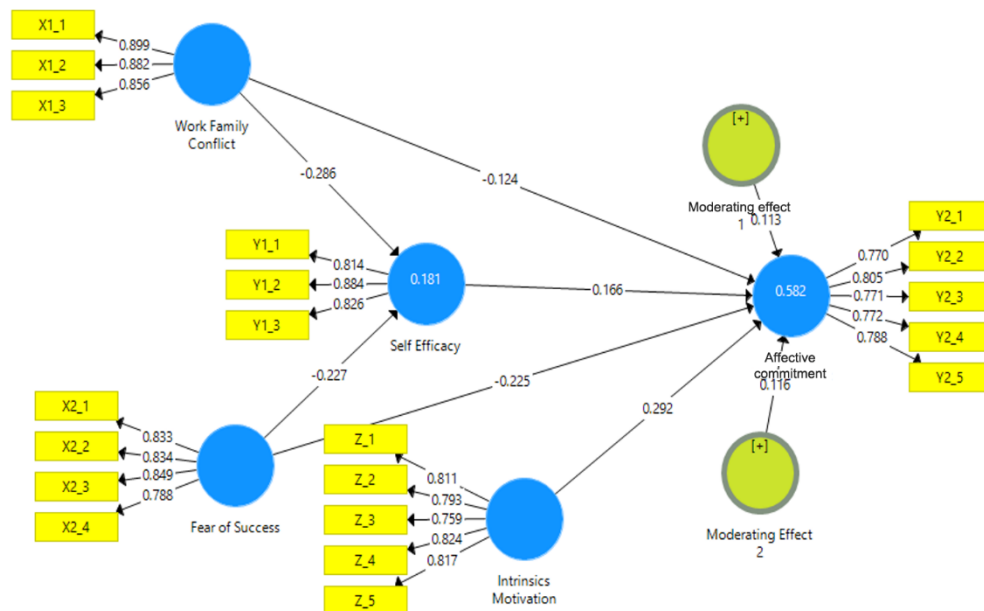 X1_1
0.899
X1_2
0.882
X1_3
0.856
Work Family
Conflict
-0.286
-0.124
[+]
Moderating effect
1
0.113
Y1_1
0.814
Y1_2
0.884
Y1_3
0.826
0.181
Self Efficacy
0.166
0.582
Affective
commitment
0.770
Y2_1
0.805
Y2_2
0.771
Y2_3
0.772
Y2_4
0.788
Y2_5
-0.227
-0.225
0.292
0.116
X2_1
0.833
X2_2
0.834
X2_3
0.849
X2_4
0.788
Fear of Success
Z_1
0.811
Z_2
0.793
Z_3
0.759
Z_4
0.824
Z_5
0.817
Intrinsics
Motivation
[+]
Moderating Effect
2